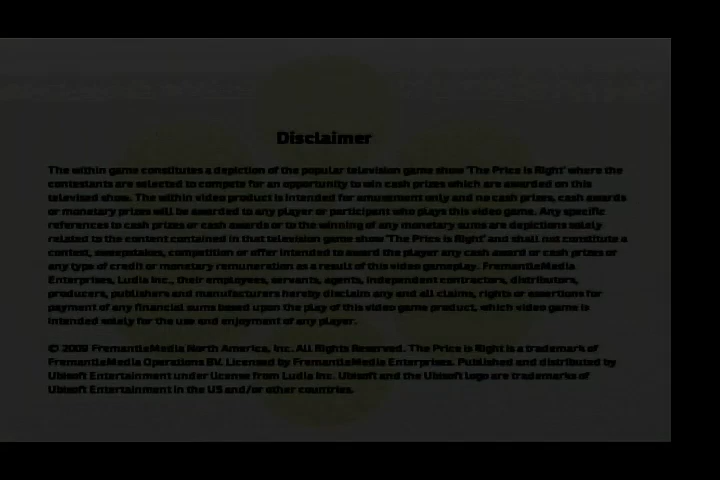 Disclaimer
The within game constitutes a depiction of the popular television game show 'The Price is Right' where the
contestants are selected to compete for an opportunity to win cash prizes which are awarded on this
televised show. The within video product is intended for amusement only and no cash prizes, cash awards
or monetary prizes will be awarded to any player or participant who plays this video game. Any specific
references to cash prizes or cash awards or to the winning of any monetary sums are depictions solely
related to the content contained in that television game show 'The Price is Right' and shall not constitute a
contest, sweepstakes, competition or offer intended to award the player any cash award or cash prizes or
any type of credit or monetary remuneration as a result of this video gameplay. FremantleMedia
Enterprises, Ludia Inc., their employees, servants, agents, independent contractors, distributors,
producers, publishers and manufacturers hereby disclaim any and all claims, rights or assertions for
payment of any financial sums based upon the play of this video game product, which video game is
intended solely for the use and enjoyment of any player.
© 2009 FremantleMedia North America, Inc. All Rights Reserved. The Price is Right is a trademark of
FremantleMedia Operations BV. Licensed by FremantleMedia Enterprises. Published and distributed by
Ubisoft Entertainment under license from Ludia Inc. Ubisoft and the Ubisoft logo are trademarks of
Ubisoft Entertainment in the US and/or other countries.